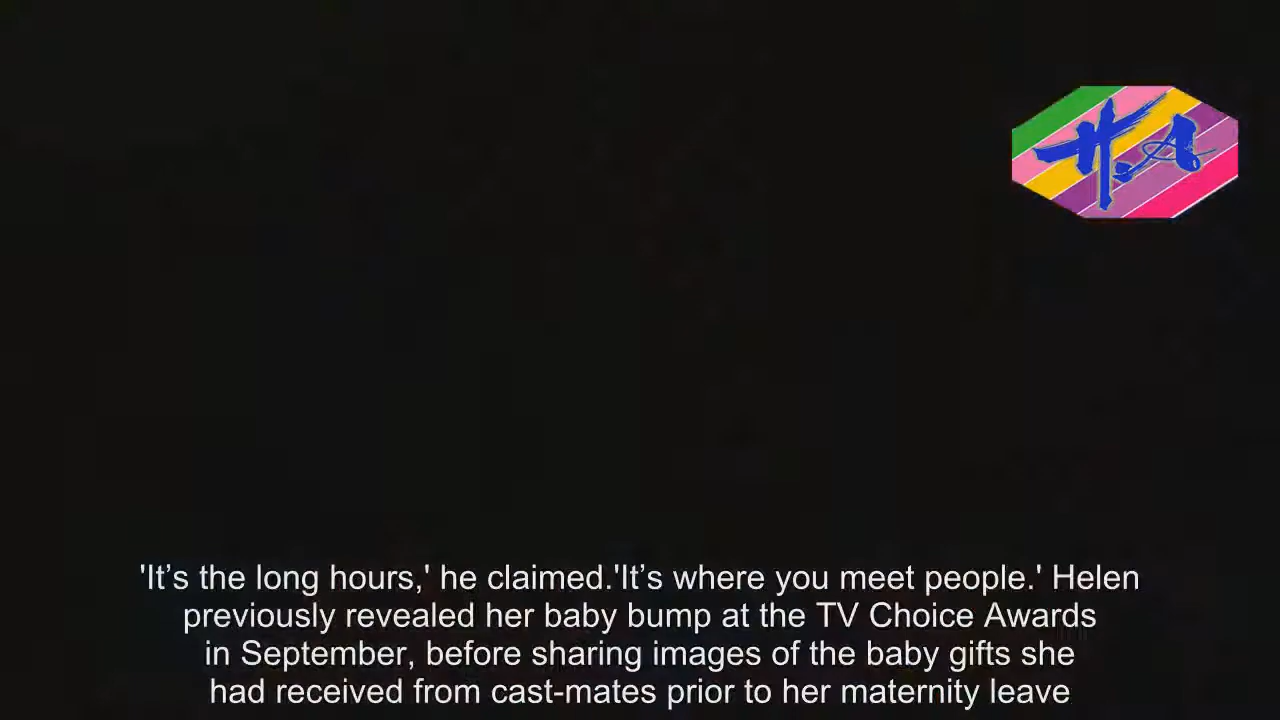 H.A
'It’s the long hours,' he claimed.'It’s where you meet people.' Helen
previously revealed her baby bump at the TV Choice Awards
in September, before sharing images of the baby gifts she
had received from cast-mates prior to her maternity leave